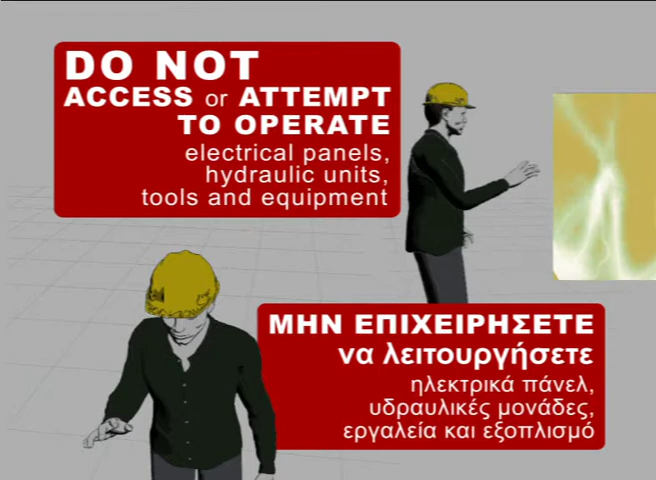 DO NOT
ACCESS or ATTEMPT
TO OPERATE
electrical panels,
hydraulic units,
tools and equipment
ΜΗΝ ΕΠΙΧΕΙΡΗΣΕΤΕ
να λειτουργήσετε
ηλεκτρικά πάνελ,
υδραυλικές μονάδες,
εργαλεία και εξοπλισμό